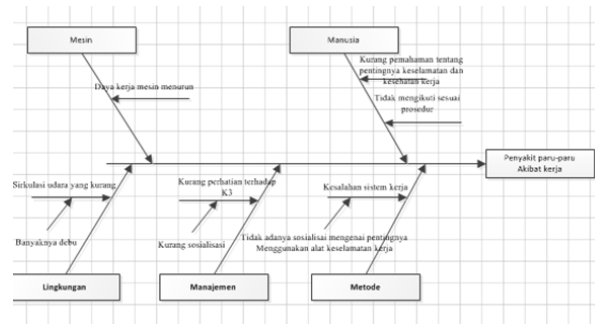 Mesin
Manusia
Kurang pemahaman tentang
pentingnya keselamatan dan
kesehatan kerja
Daya kerja mesin menurun
Tidak mengikuti sesuai
prosedur
Penyakit paru-paru
Akibat kerja
Sirkulasi udara yang kurang
Kurang perhatian terhadap
K3
Kesalahan sistem kerja
Banyaknya debu
Kurang sosialisasi
Tidak adanya sosialisai mengenai pentingnya
Menggunakan alat keselamatan kerja
Lingkungan
Manajemen
Metode